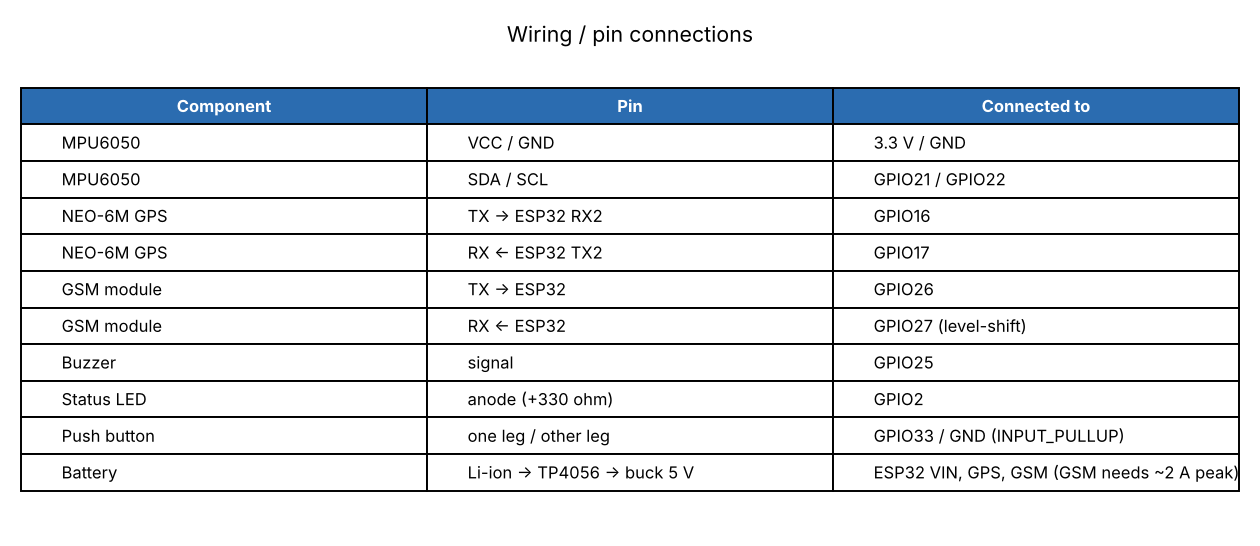 Wiring / pin connections
Component Pin Connected to
MPU6050 VCC / GND 3.3 V / GND
MPU6050 SDA / SCL GPIO21 / GPIO22
NEO-6M GPS TX → ESP32 RX2 GPIO16
NEO-6M GPS RX ← ESP32 TX2 GPIO17
GSM module TX → ESP32 GPIO26
GSM module RX ← ESP32 GPIO27 (level-shift)
Buzzer signal GPIO25
Status LED anode (+330 ohm) GPIO2
Push button one leg / other leg GPIO33 / GND (INPUT_PULLUP)
Battery Li-ion → TP4056 → buck 5 V ESP32 VIN, GPS, GSM (GSM needs ~2 A peak)